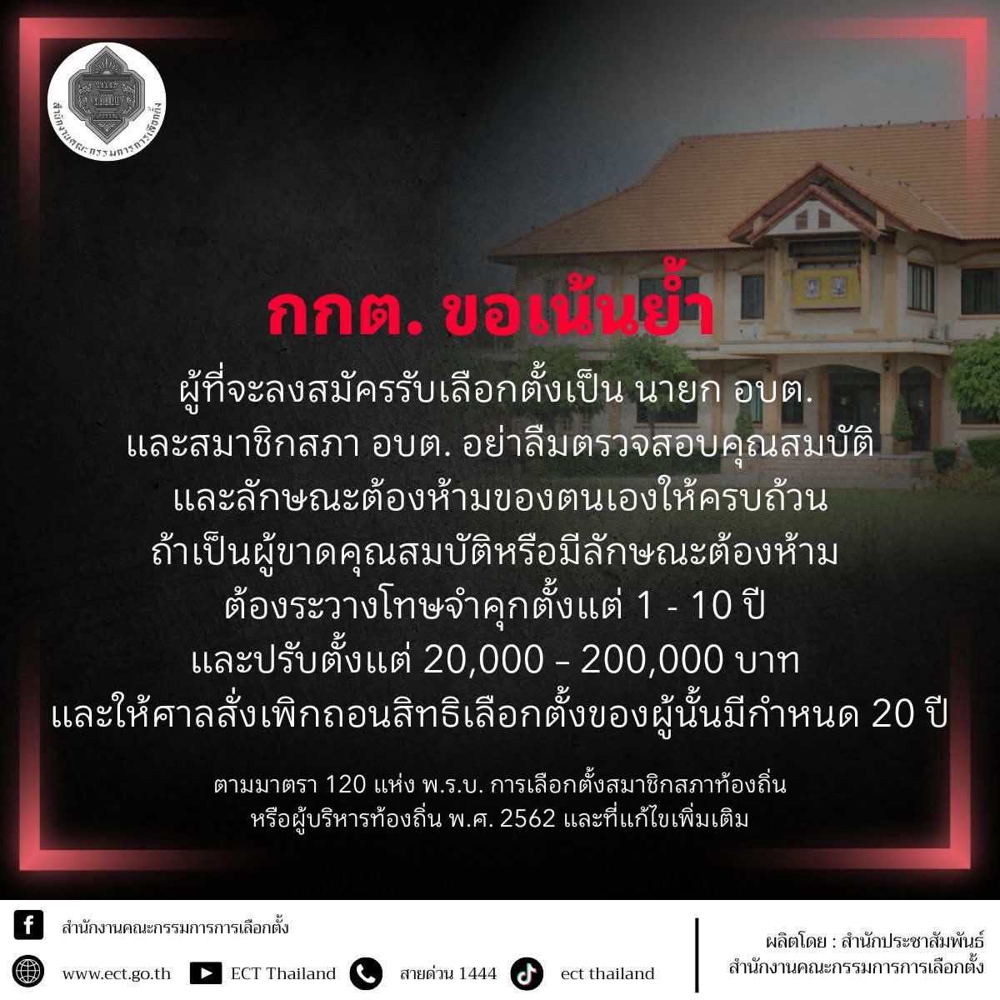 สำนักงานคณะกรรมการการเลือกตั้ง
กกต. ขอเน้นย้ำ
ผู้ที่จะลงสมัครรับเลือกตั้งเป็น นายก อบต.
และสมาชิกสภา อบต. อย่าลืมตรวจสอบคุณสมบัติ
และลักษณะต้องห้ามของตนเองให้ครบถ้วน
ถ้าเป็นผู้ขาดคุณสมบัติหรือมีลักษณะต้องห้าม
ต้องระวางโทษจำคุกตั้งแต่ 1 - 10 ปี
และปรับตั้งแต่ 20,000 – 200,000 บาท
และให้ศาลสั่งเพิกถอนสิทธิเลือกตั้งของผู้นั้นมีกำหนด 20 ปี
ตามมาตรา 120 แห่ง พ.ร.บ. การเลือกตั้งสมาชิกสภาท้องถิ่น
หรือผู้บริหารท้องถิ่น พ.ศ. 2562 และที่แก้ไขเพิ่มเติม
สำนักงานคณะกรรมการการเลือกตั้ง
www.ect.go.th ECT Thailand สายด่วน 1444 ect thailand
ผลิตโดย : สำนักประชาสัมพันธ์
สำนักงานคณะกรรมการการเลือกตั้ง